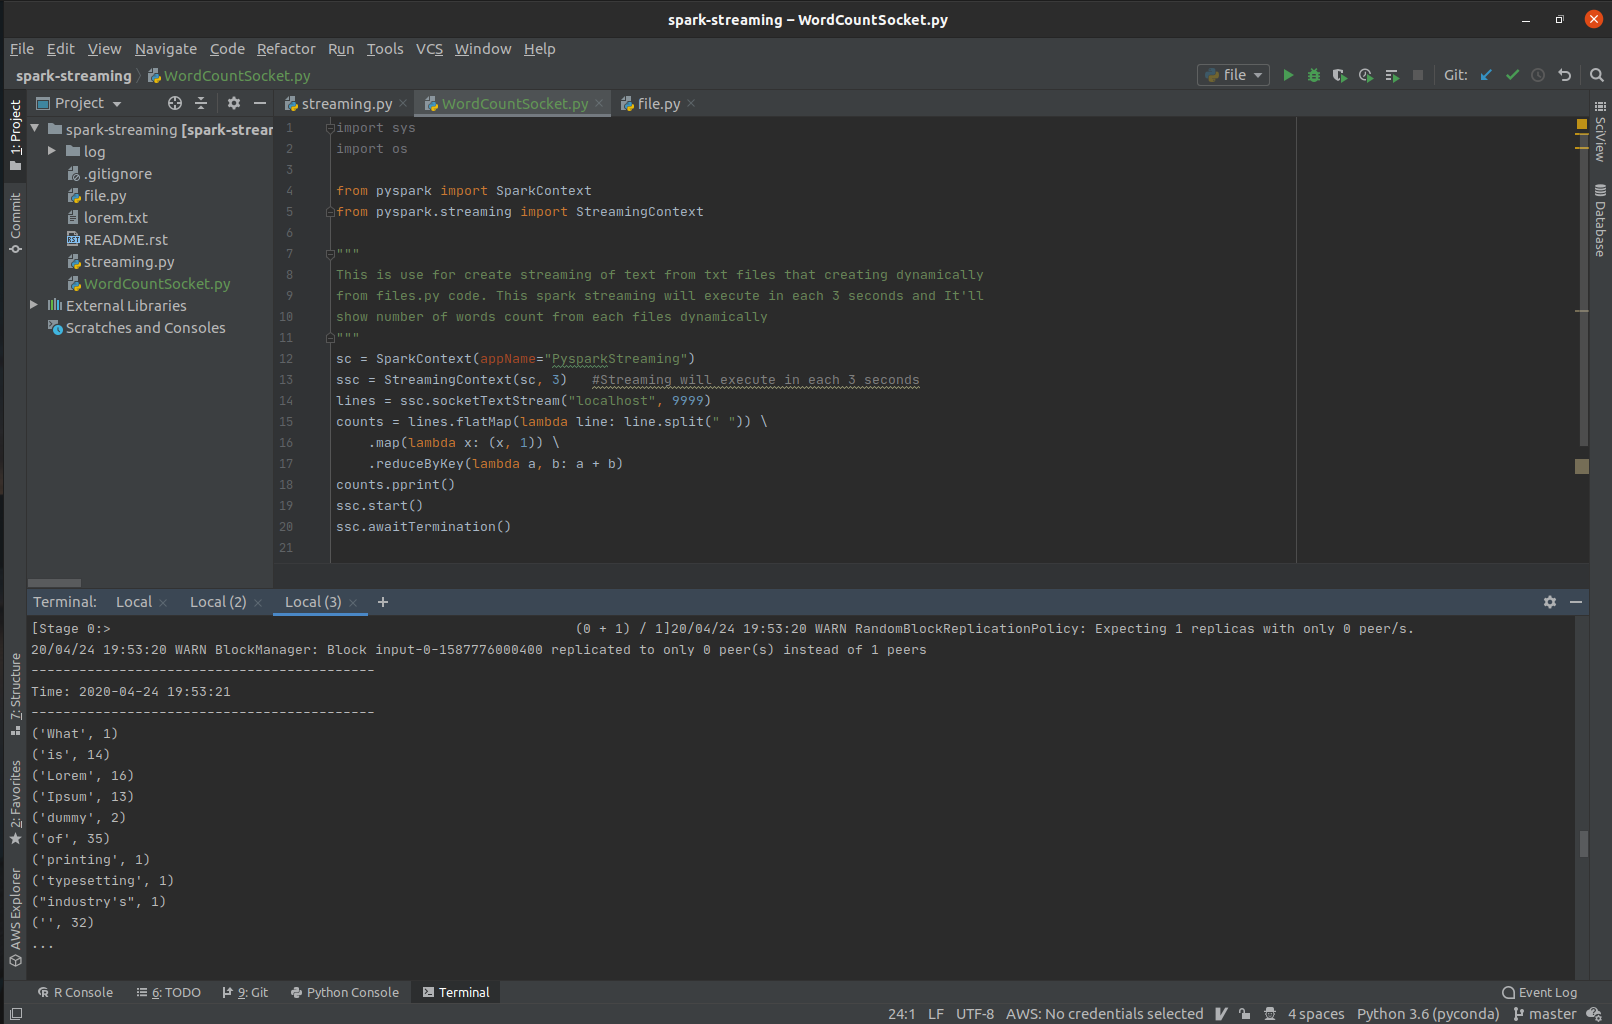 spark-streaming – WordCountSocket.py
File Edit View Navigate Code Refactor Run Tools VCS Window Help
spark-streaming WordCountSocket.py
file
Git:
1: Project
Commit
7: Structure
2: Favorites
AWS Explorer
Project
spark-streaming [spark-strear
log
.gitignore
file.py
lorem.txt
README.rst
streaming.py
WordCountSocket.py
External Libraries
Scratches and Consoles
streaming.py WordCountSocket.py file.py
1 import sys
2 import os
3
4 from pyspark import SparkContext
5 from pyspark.streaming import StreamingContext
6
7 """
8 This is use for create streaming of text from txt files that creating dynamically
9 from files.py code. This spark streaming will execute in each 3 seconds and It'll
10 show number of words count from each files dynamically
11 """
12 sc = SparkContext(appName="PysparkStreaming")
13 ssc = StreamingContext(sc, 3)   #Streaming will execute in each 3 seconds
14 lines = ssc.socketTextStream("localhost", 9999)
15 counts = lines.flatMap(lambda line: line.split(" ")) \
16     .map(lambda x: (x, 1)) \
17     .reduceByKey(lambda a, b: a + b)
18 counts.pprint()
19 ssc.start()
20 ssc.awaitTermination()
21
SciView
Database
Terminal: Local Local (2) Local (3) +
[Stage 0:> (0 + 1) / 1]20/04/24 19:53:20 WARN RandomBlockReplicationPolicy: Expecting 1 replicas with only 0 peer/s.
20/04/24 19:53:20 WARN BlockManager: Block input-0-1587776000400 replicated to only 0 peer(s) instead of 1 peers
-------------------------------------------
Time: 2020-04-24 19:53:21
-------------------------------------------
('What', 1)
('is', 14)
('Lorem', 16)
('Ipsum', 13)
('dummy', 2)
('of', 35)
('printing', 1)
('typesetting', 1)
("industry's", 1)
('', 32)
...
R Console 6: TODO 9: Git Python Console Terminal Event Log
24:1 LF UTF-8 AWS: No credentials selected 4 spaces Python 3.6 (pyconda) master